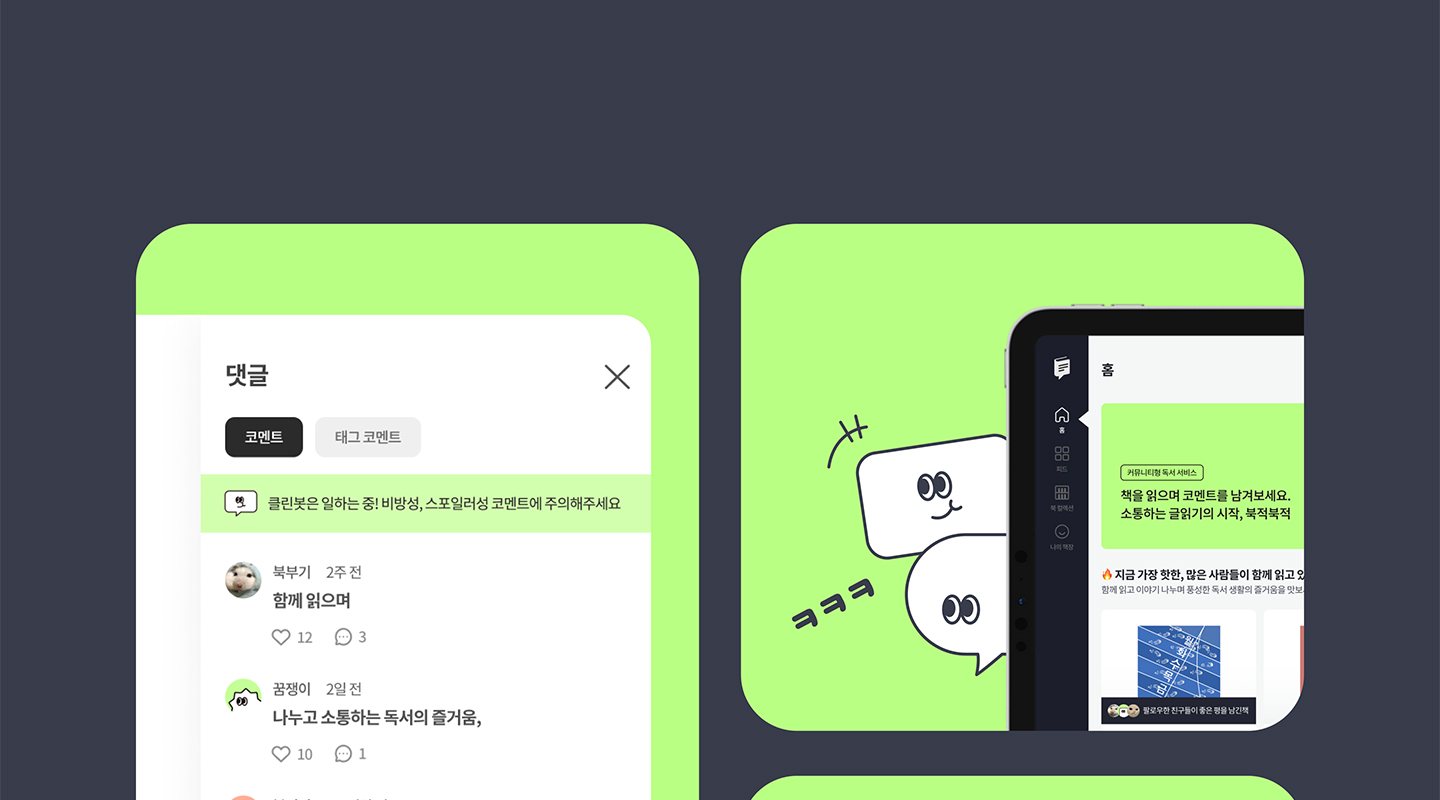 댓글
코멘트
태그 코멘트
클린봇은 일하는 중! 비방성, 스포일러성 코멘트에 주의해주세요
북부기 2주 전
함께 읽으며
12 3
꿈쟁이 2일 전
나누고 소통하는 독서의 즐거움,
10 1
ㅋㅋㅋ
홈
홈
피드
북 컬렉션
나의 책장
커뮤니티형 독서 서비스
책을 읽으며 코멘트를 남겨보세요.
소통하는 글읽기의 시작, 북적북적
지금 가장 핫한, 많은 사람들이 함께 읽고
함께 읽고 이야기 나누며 풍성한 독서 생활의 즐거움을 맛보
월화수목금
팔로우한 친구들이 좋은 평을 남긴책